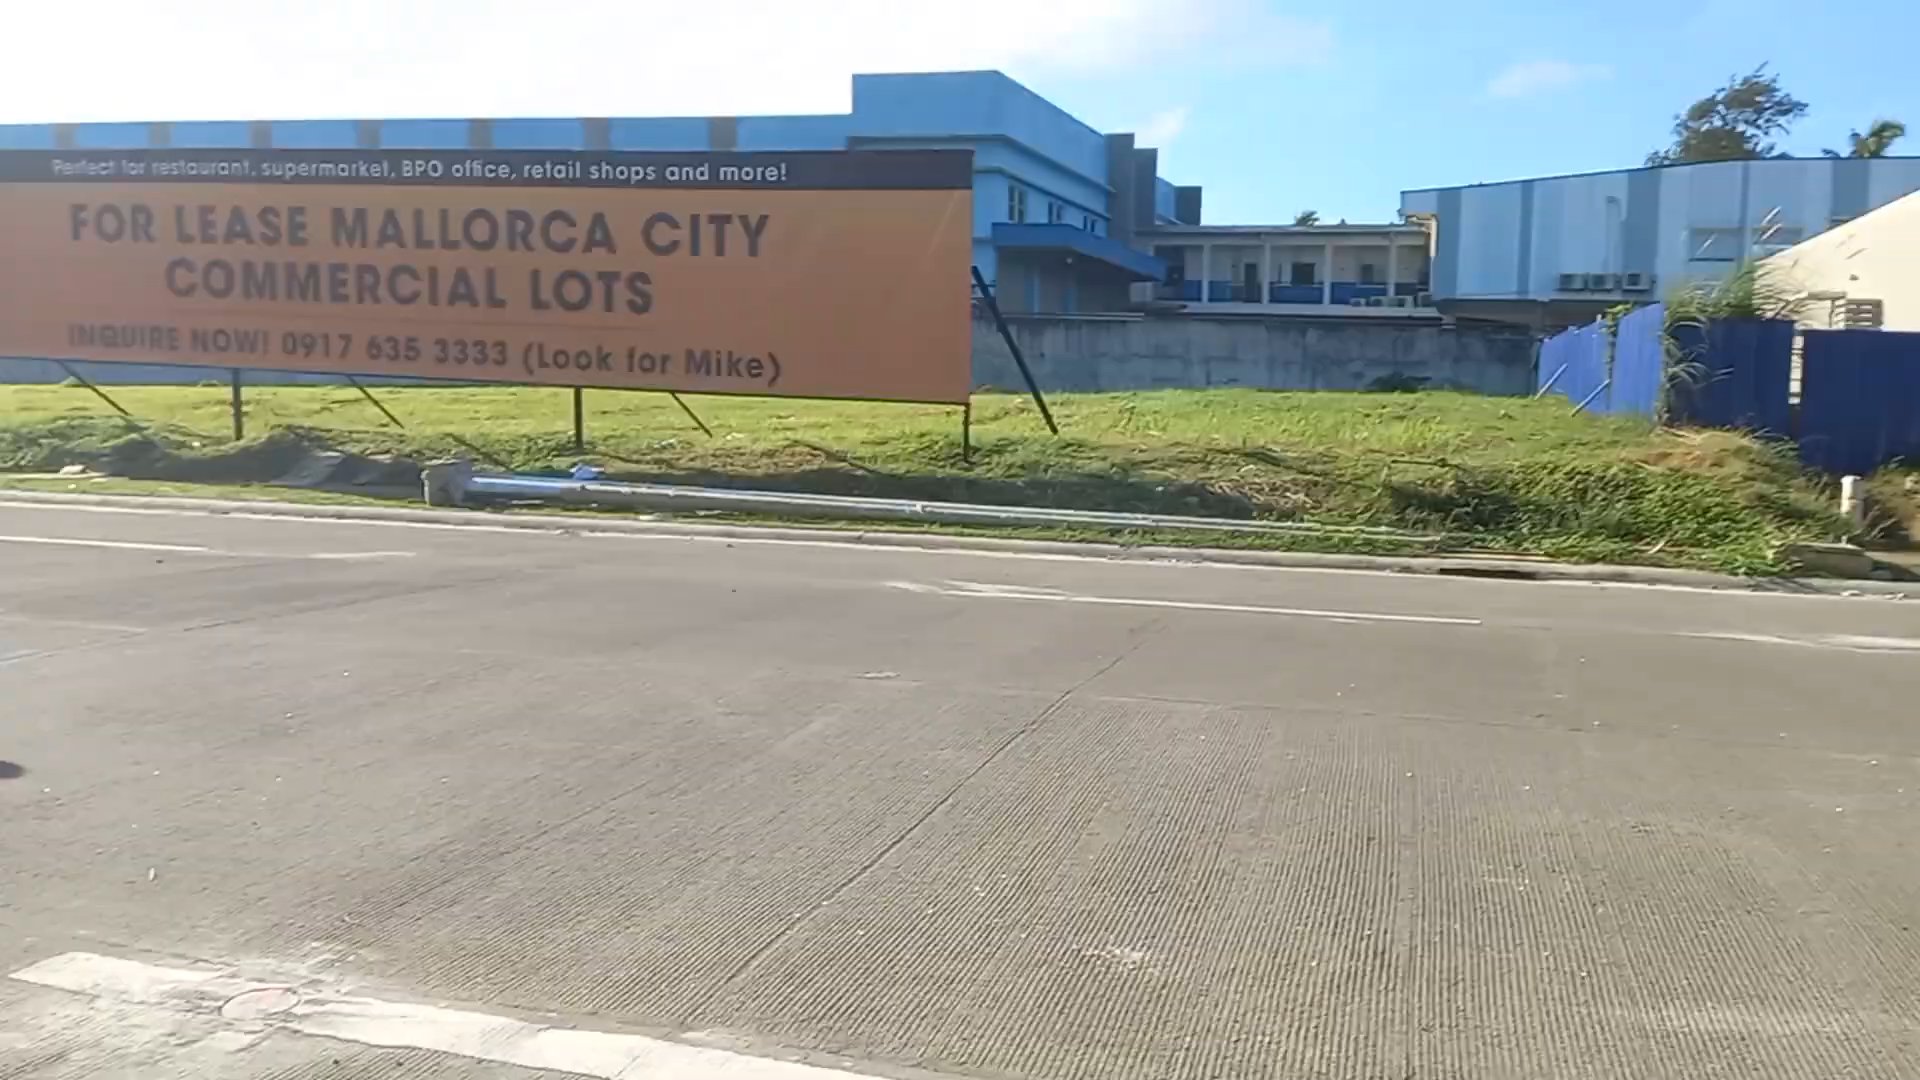 Perfect for restaurant, supermarket, BPO office, retail shops and more!
FOR LEASE MALLORCA CITY
COMMERCIAL LOTS
INQUIRE NOW! 0917 635 3333 (Look for Mike)